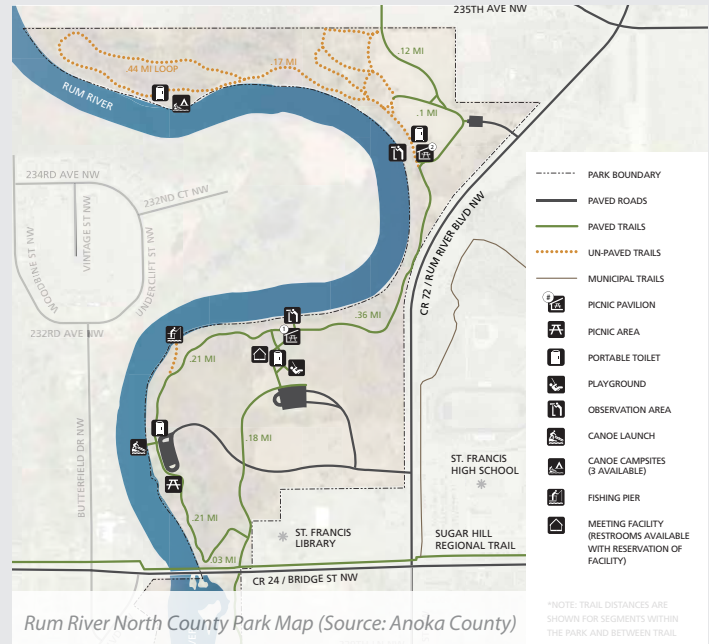 235TH AVE NW
.12 MI
.44 MI LOOP
.17 MI
RUM RIVER
.1 MI
2
234RD AVE NW
232ND CT NW
VINTAGE ST NW
WOODBINE ST NW
UNDERCLIFT ST NW
232RD AVE NW
CR 72 / RUM RIVER BLVD NW
.36 MI
1
.21 MI
.18 MI
BUTTERFIELD DR NW
.21 MI
.03 MI
ST. FRANCIS
HIGH SCHOOL
ST. FRANCIS
LIBRARY
SUGAR HILL
REGIONAL TRAIL
CR 24 / BRIDGE ST NW
PARK BOUNDARY
PAVED ROADS
PAVED TRAILS
UN-PAVED TRAILS
MUNICIPAL TRAILS
#
PICNIC PAVILION
PICNIC AREA
PORTABLE TOILET
PLAYGROUND
OBSERVATION AREA
CANOE LAUNCH
CANOE CAMPSITES
(3 AVAILABLE)
FISHING PIER
MEETING FACILITY
(RESTROOMS AVAILABLE
WITH RESERVATION OF
FACILITY)
*NOTE: TRAIL DISTANCES ARE
SHOWN FOR SEGMENTS WITHIN
THE PARK AND BETWEEN TRAIL
Rum River North County Park Map (Source: Anoka County)